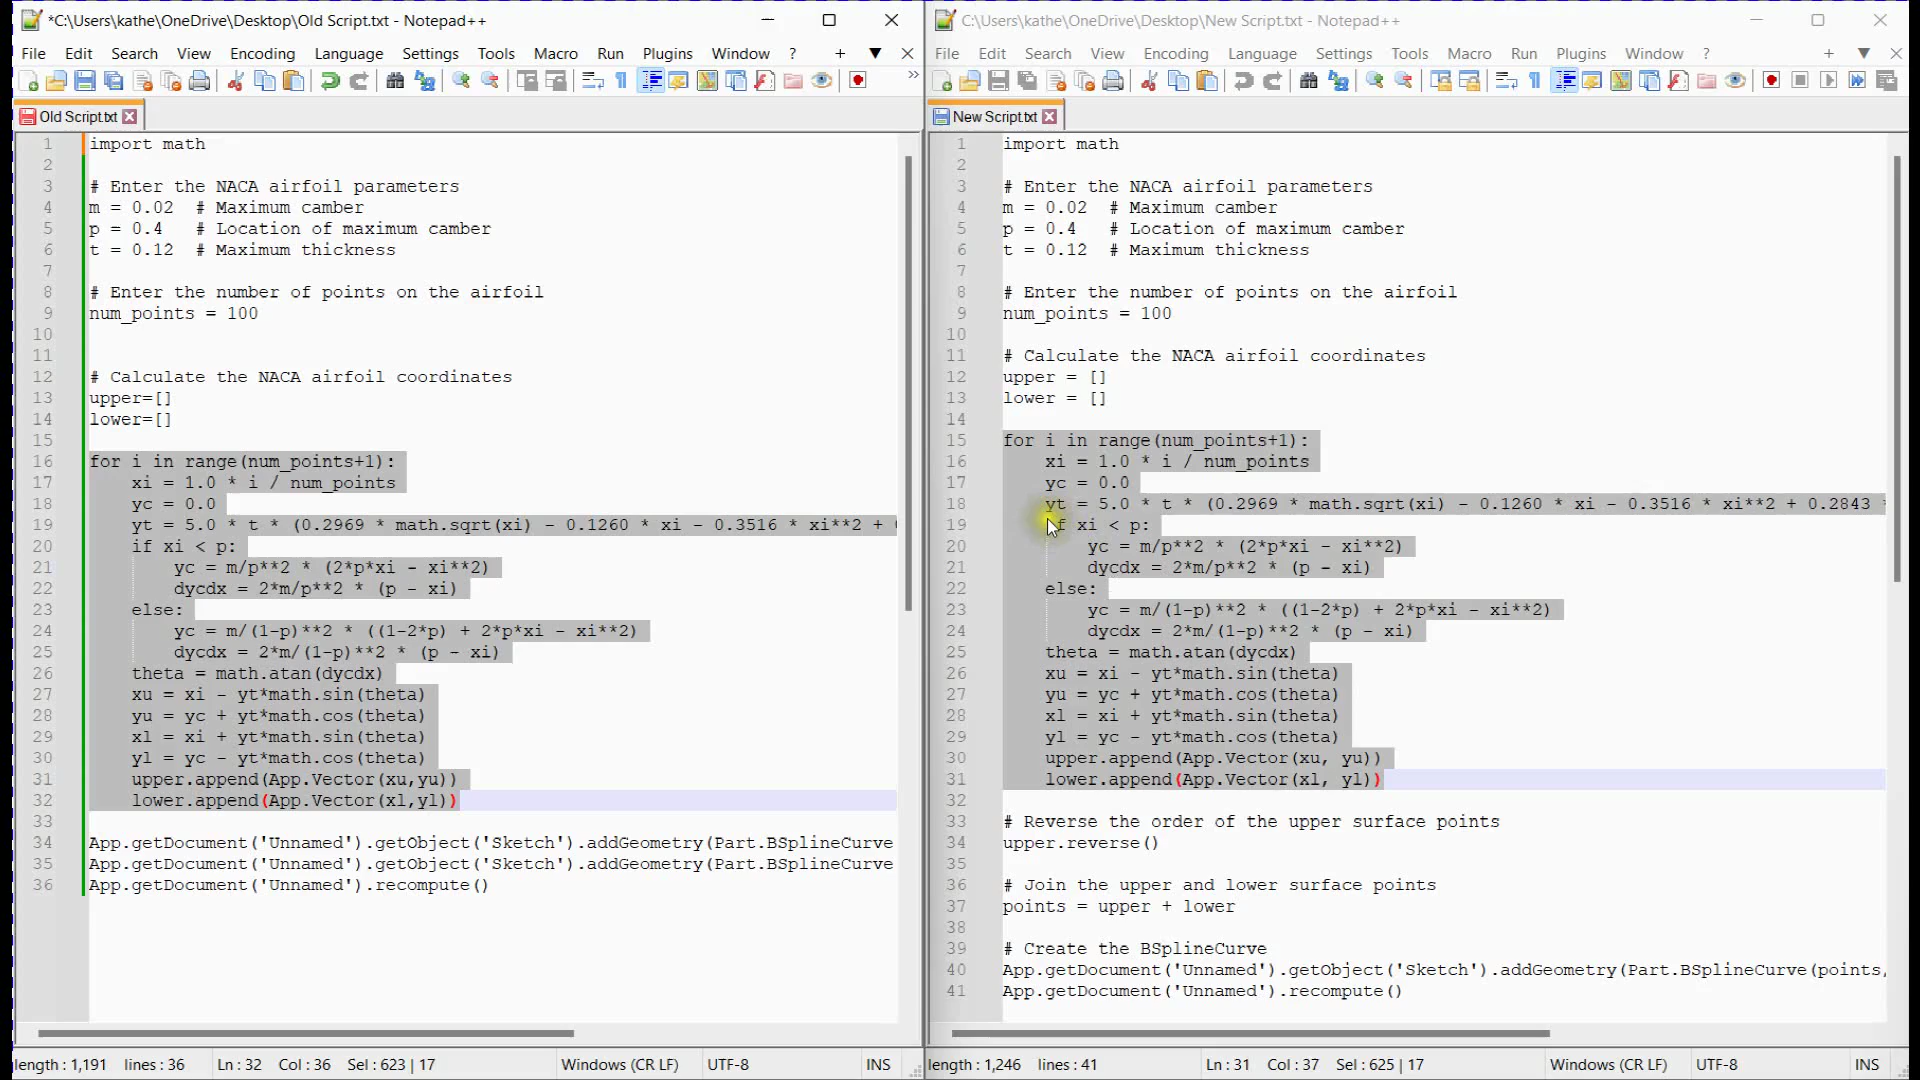 *C:\Users\kathe\OneDrive\Desktop\Old Script.txt - Notepad++
File Edit Search View Encoding Language Settings Tools Macro Run Plugins Window ?
Old Script.txt
1 import math
2
3 # Enter the NACA airfoil parameters
4 m = 0.02  # Maximum camber
5 p = 0.4   # Location of maximum camber
6 t = 0.12  # Maximum thickness
7
8 # Enter the number of points on the airfoil
9 num_points = 100
10
11
12 # Calculate the NACA airfoil coordinates
13 upper=[]
14 lower=[]
15
16 for i in range(num_points+1):
17     xi = 1.0 * i / num_points
18     yc = 0.0
19     yt = 5.0 * t * (0.2969 * math.sqrt(xi) - 0.1260 * xi - 0.3516 * xi**2 + (
20     if xi < p:
21         yc = m/p**2 * (2*p*xi - xi**2)
22         dycdx = 2*m/p**2 * (p - xi)
23     else:
24         yc = m/(1-p)**2 * ((1-2*p) + 2*p*xi - xi**2)
25         dycdx = 2*m/(1-p)**2 * (p - xi)
26     theta = math.atan(dycdx)
27     xu = xi - yt*math.sin(theta)
28     yu = yc + yt*math.cos(theta)
29     xl = xi + yt*math.sin(theta)
30     yl = yc - yt*math.cos(theta)
31     upper.append(App.Vector(xu,yu))
32     lower.append(App.Vector(xl,yl))
33
34 App.getDocument('Unnamed').getObject('Sketch').addGeometry(Part.BSplineCurve
35 App.getDocument('Unnamed').getObject('Sketch').addGeometry(Part.BSplineCurve
36 App.getDocument('Unnamed').recompute()
length : 1,191 lines : 36 Ln : 32 Col : 36 Sel : 623 | 17 Windows (CR LF) UTF-8 INS
C:\Users\kathe\OneDrive\Desktop\New Script.txt - Notepad++
File Edit Search View Encoding Language Settings Tools Macro Run Plugins Window ?
New Script.txt
1 import math
2
3 # Enter the NACA airfoil parameters
4 m = 0.02  # Maximum camber
5 p = 0.4   # Location of maximum camber
6 t = 0.12  # Maximum thickness
7
8 # Enter the number of points on the airfoil
9 num_points = 100
10
11 # Calculate the NACA airfoil coordinates
12 upper = []
13 lower = []
14
15 for i in range(num_points+1):
16     xi = 1.0 * i / num_points
17     yc = 0.0
18     yt = 5.0 * t * (0.2969 * math.sqrt(xi) - 0.1260 * xi - 0.3516 * xi**2 + 0.2843 *
19     if xi < p:
20         yc = m/p**2 * (2*p*xi - xi**2)
21         dycdx = 2*m/p**2 * (p - xi)
22     else:
23         yc = m/(1-p)**2 * ((1-2*p) + 2*p*xi - xi**2)
24         dycdx = 2*m/(1-p)**2 * (p - xi)
25     theta = math.atan(dycdx)
26     xu = xi - yt*math.sin(theta)
27     yu = yc + yt*math.cos(theta)
28     xl = xi + yt*math.sin(theta)
29     yl = yc - yt*math.cos(theta)
30     upper.append(App.Vector(xu, yu))
31     lower.append(App.Vector(xl, yl))
32
33 # Reverse the order of the upper surface points
34 upper.reverse()
35
36 # Join the upper and lower surface points
37 points = upper + lower
38
39 # Create the BSplineCurve
40 App.getDocument('Unnamed').getObject('Sketch').addGeometry(Part.BSplineCurve(points,
41 App.getDocument('Unnamed').recompute()
length : 1,246 lines : 41 Ln : 31 Col : 37 Sel : 625 | 17 Windows (CR LF) UTF-8 INS